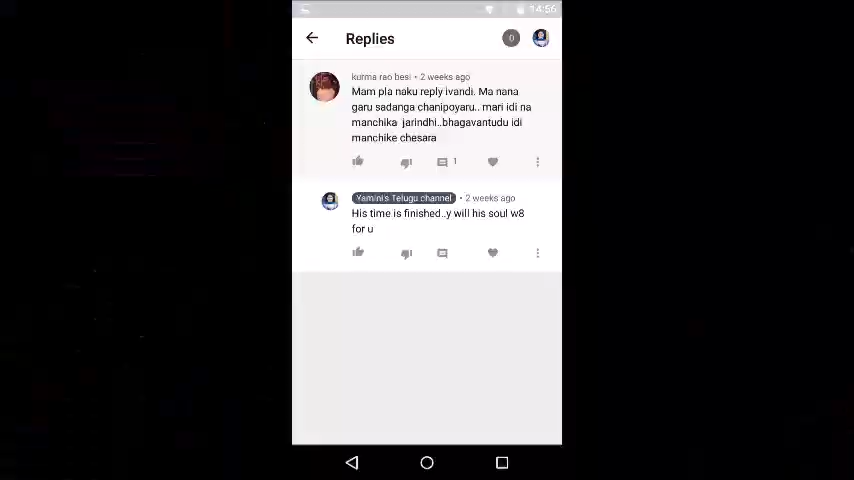 14:56
Replies
0
kurma rao besi • 2 weeks ago
Mam pla naku reply ivandi. Ma nana
garu sadanga chanipoyaru.. mari idi na
manchika jarindhi..bhagavantudu idi
manchike chesara
1
Yamini's Telugu channel • 2 weeks ago
His time is finished..y will his soul w8
for u